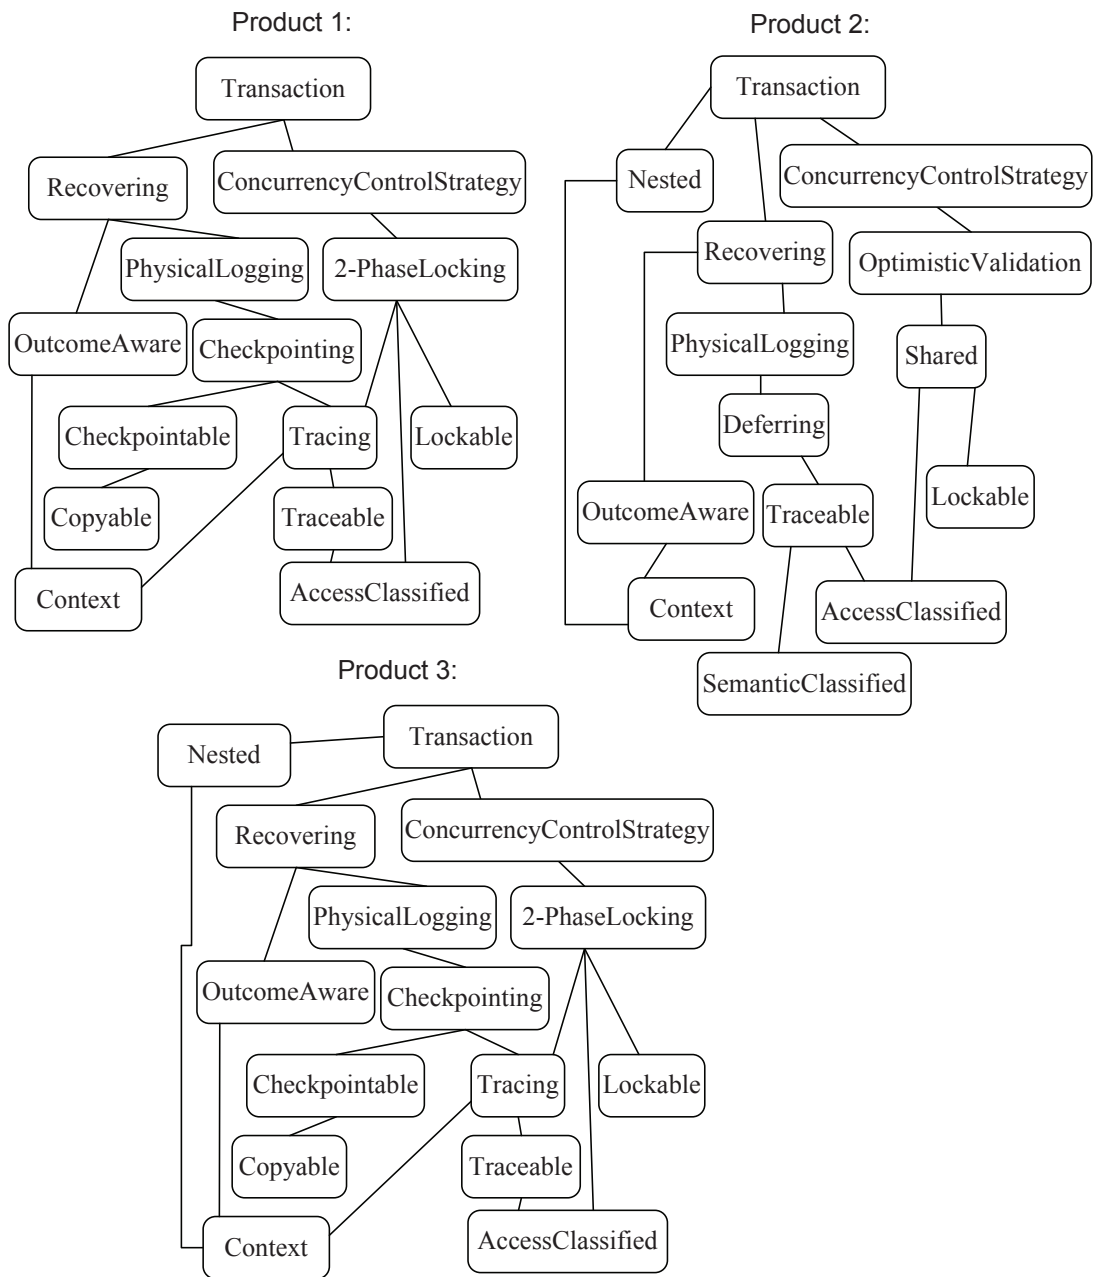 Product 1:
Transaction
Recovering
ConcurrencyControlStrategy
PhysicalLogging
2-PhaseLocking
OutcomeAware
Checkpointing
Checkpointable
Tracing
Lockable
Copyable
Traceable
Context
AccessClassified
Product 2:
Transaction
Nested
ConcurrencyControlStrategy
Recovering
OptimisticValidation
PhysicalLogging
Shared
Deferring
OutcomeAware
Traceable
Lockable
Context
AccessClassified
SemanticClassified
Product 3:
Nested
Transaction
Recovering
ConcurrencyControlStrategy
PhysicalLogging
2-PhaseLocking
OutcomeAware
Checkpointing
Checkpointable
Tracing
Lockable
Copyable
Traceable
Context
AccessClassified